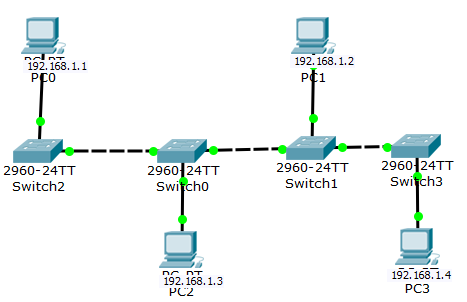 192.168.1.1
PC0
192.168.1.2
PC1
2960-24TT
Switch2
2960-24TT
Switch0
2960-24TT
Switch1
2960-24TT
Switch3
192.168.1.3
PC2
192.168.1.4
PC3